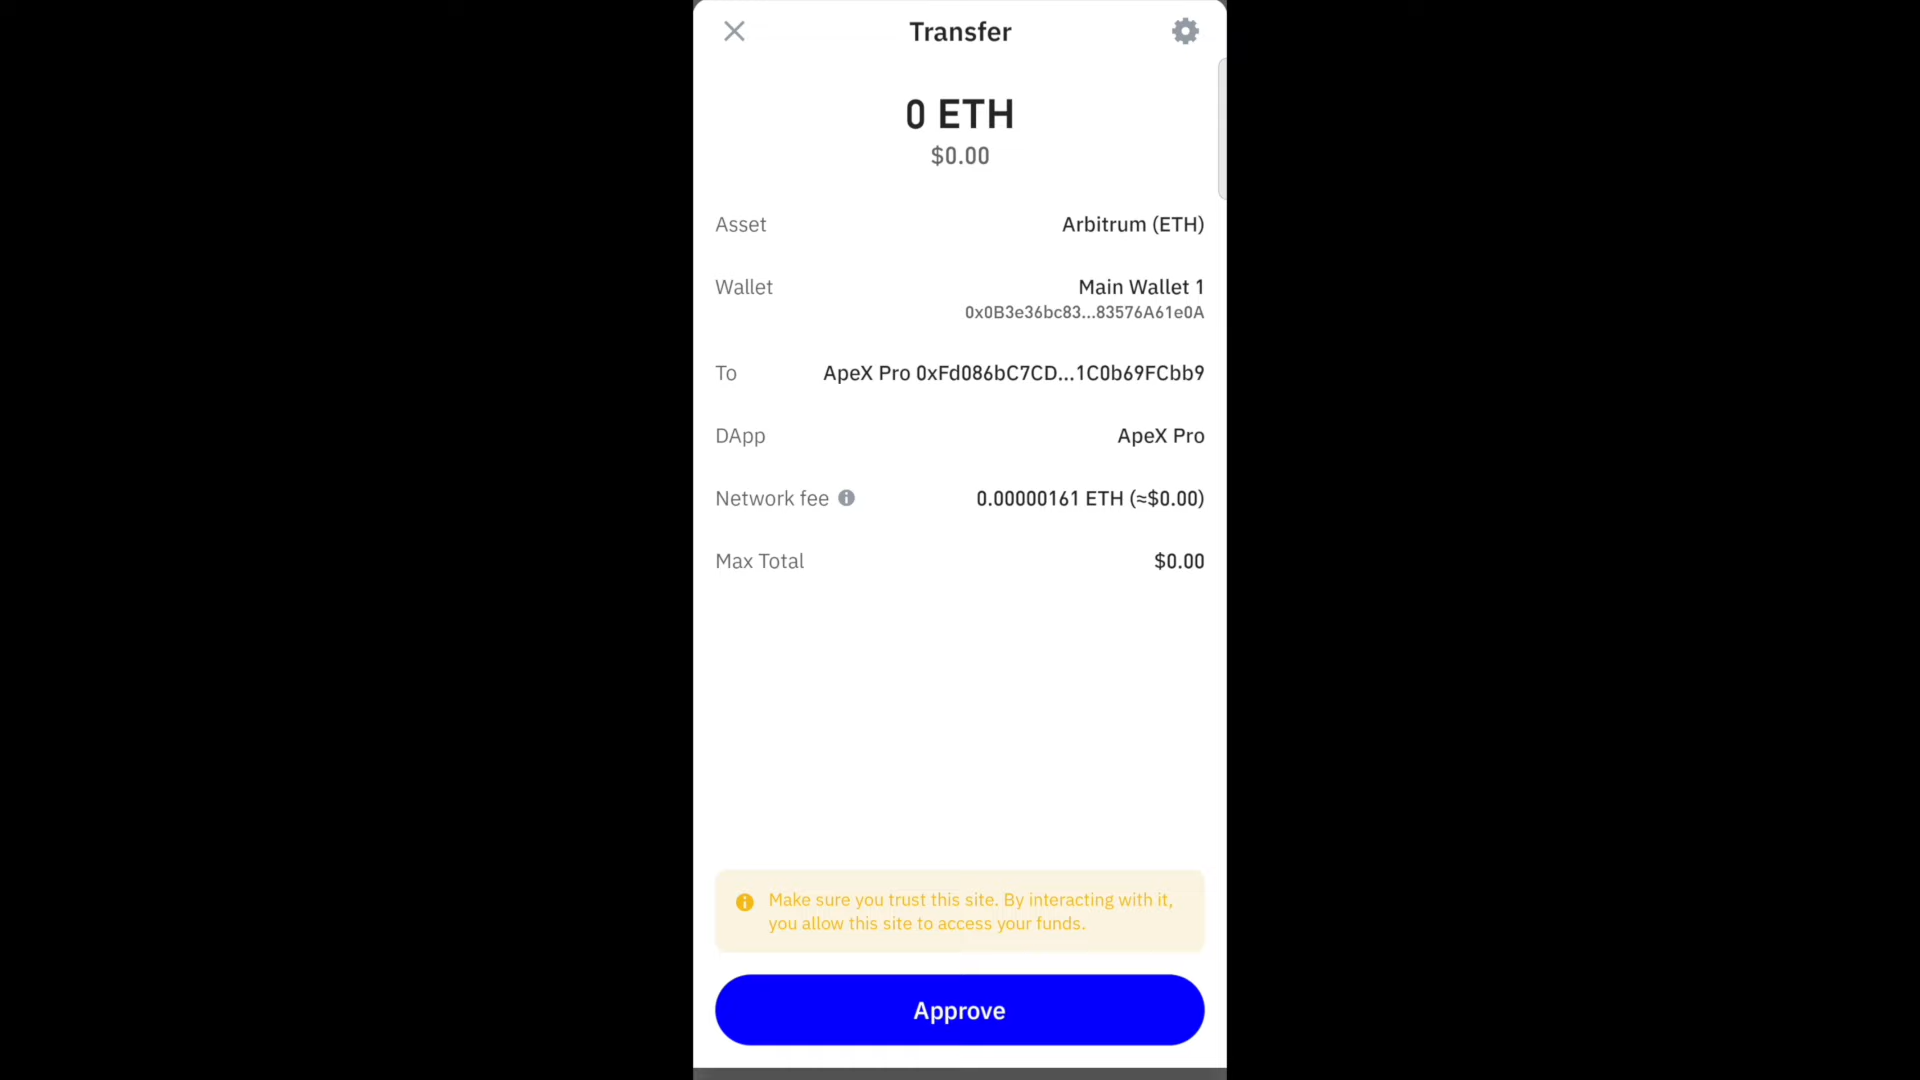 Transfer
0 ETH
$0.00
Asset Arbitrum (ETH)
Wallet Main Wallet 1
0x0B3e36bc83...83576A61e0A
To ApeX Pro 0xFd086bC7CD...1C0b69FCbb9
DApp ApeX Pro
Network fee 0.00000161 ETH (≈$0.00)
Max Total $0.00
Make sure you trust this site. By interacting with it,
you allow this site to access your funds.
Approve